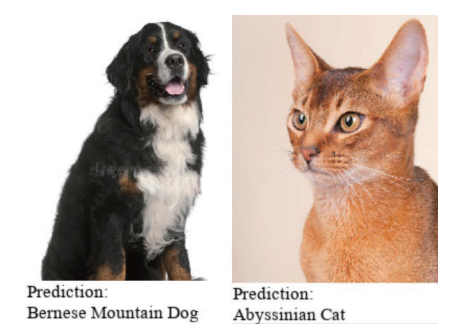 Prediction:
Bernese Mountain Dog
Prediction:
Abyssinian Cat